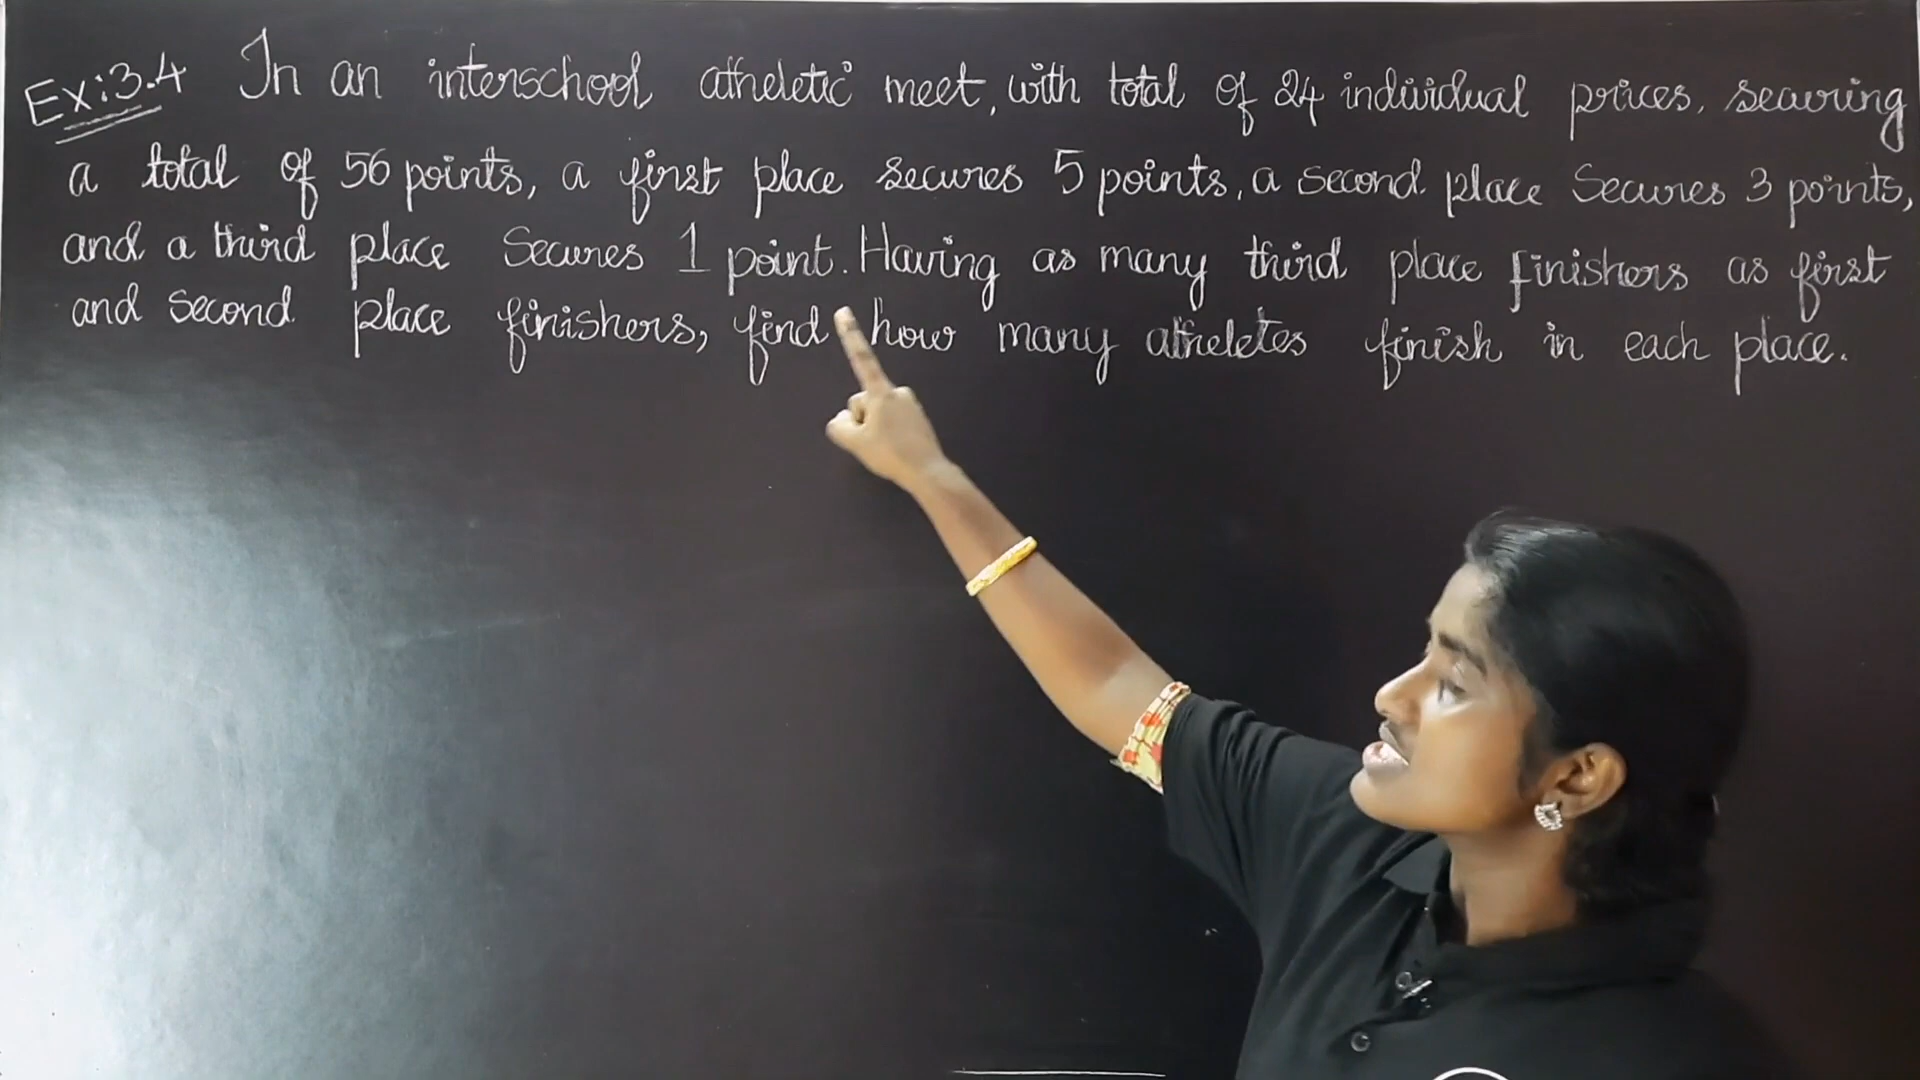 Ex:3.4 In an interschool atheletic meet, with total of 24 individual prices, securing
a total of 56 points, a first place secures 5 points, a second place secures 3 points,
and a third place secures 1 point. Having as many third place finishers as first
and second place finishers, find how many atheletes finish in each place.